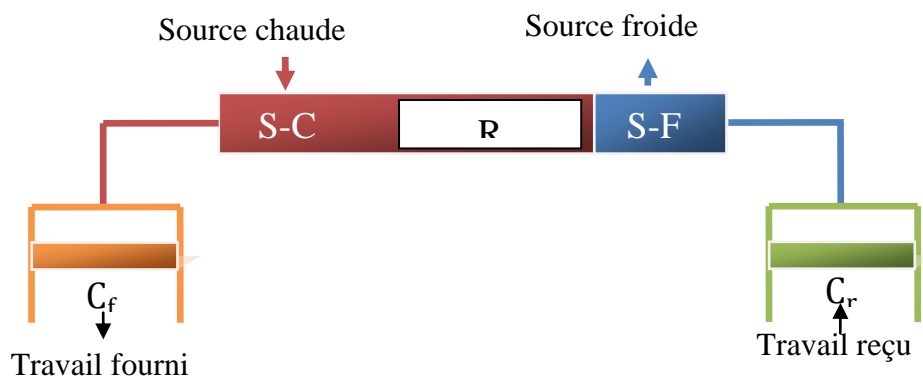 Source chaude
Source froide
S-C
R
S-F
Cf
Cr
Travail fourni
Travail reçu